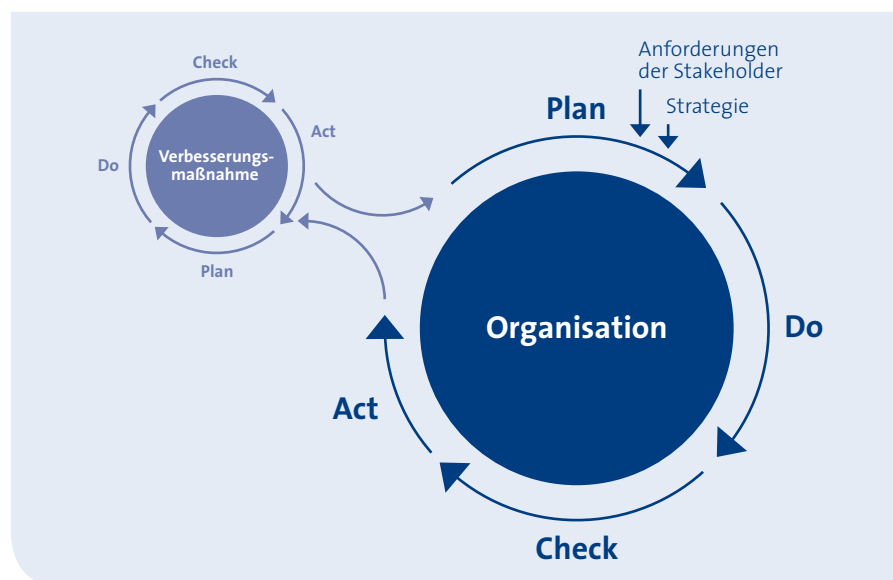 Check
Act
Do
Verbesserungs-
maßnahme
Plan
Anforderungen
der Stakeholder
Strategie
Plan
Organisation
Do
Act
Check